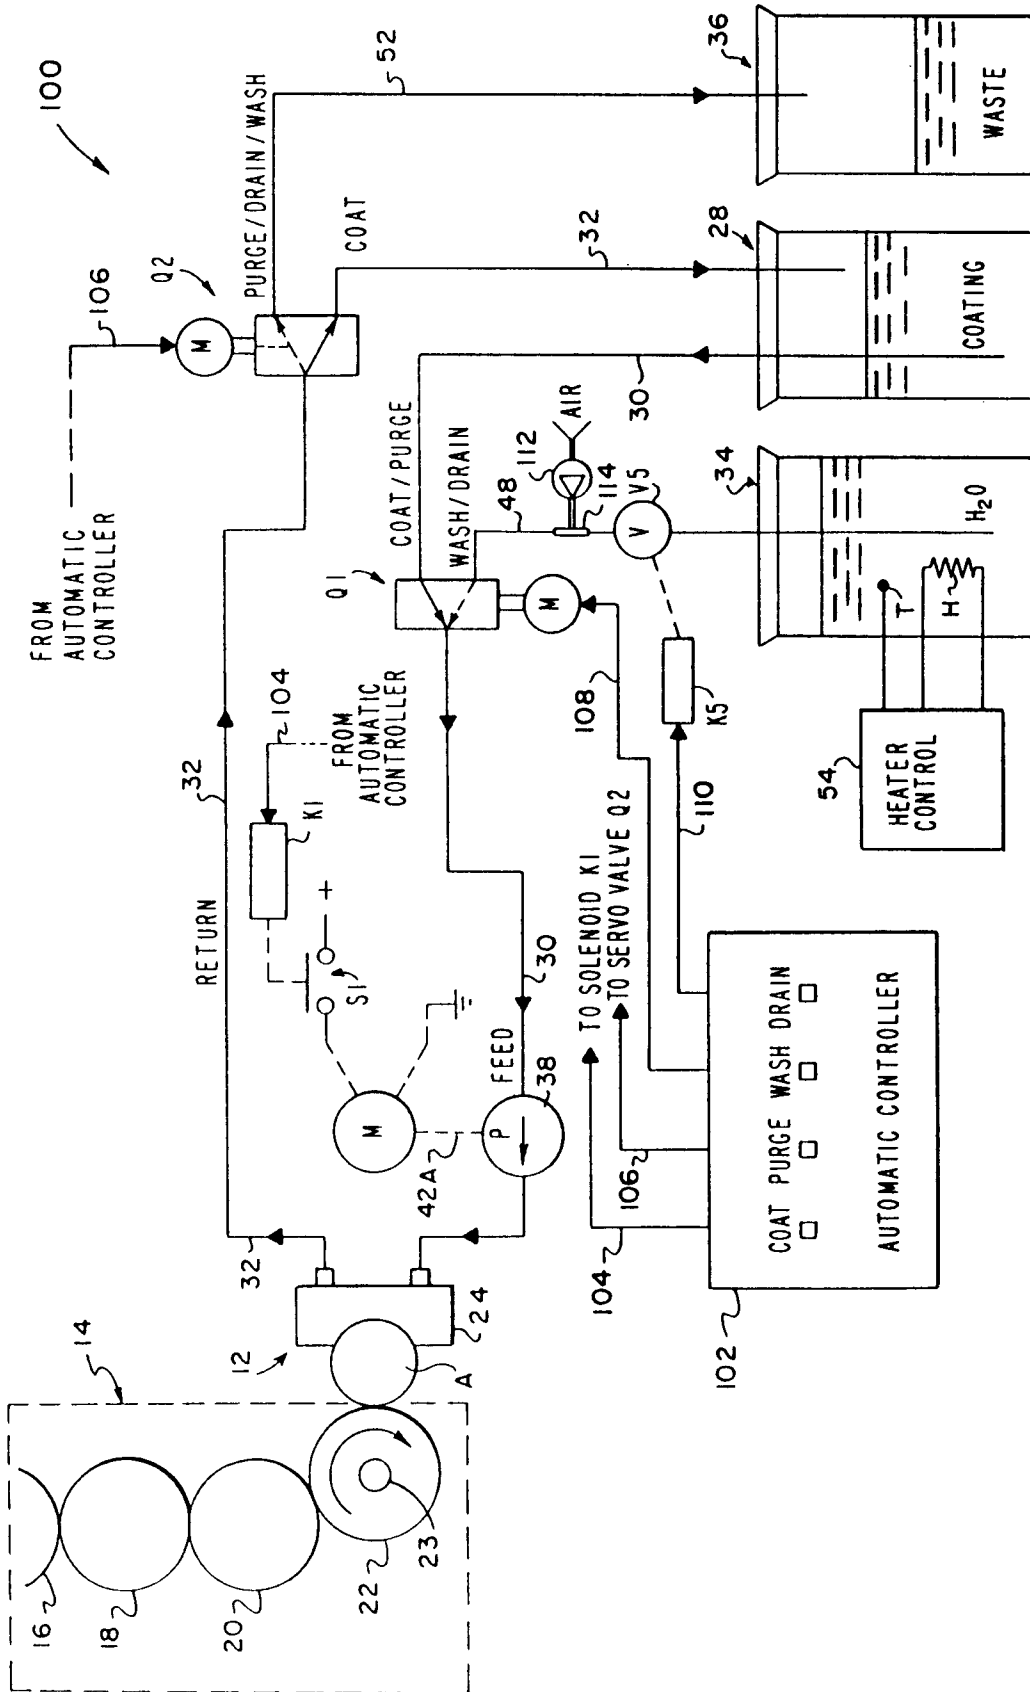 100
FROM
AUTOMATIC
CONTROLLER
106
Q2
M
PURGE/DRAIN/WASH
COAT
52
32
36
WASTE
28
COATING
30
COAT/PURGE
WASH/DRAIN
Q1
M
48
112
AIR
114
V5
V
34
H2O
T
H
54
HEATER
CONTROL
K5
108
110
32
RETURN
104
FROM
AUTOMATIC
CONTROLLER
K1
+
S1
M
42A
P
FEED
38
30
32
TO SOLENOID K1
TO SERVO VALVE Q2
104
106
COAT PURGE WASH DRAIN
AUTOMATIC CONTROLLER
102
14
12
24
A
16
18
20
22
23